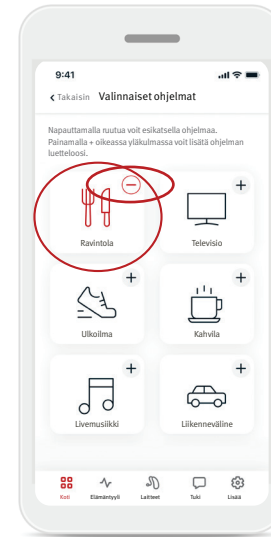 9:41
Takaisin Valinnaiset ohjelmat
Napauttamalla ruutua voit esikatsella ohjelmaa.
Painamalla + oikeassa yläkulmassa voit lisätä ohjelman
luetteloosi.
Ravintola Televisio
Ulkoilma Kahvila
Livemusiikki Liikenneväline
Koti Elämäntyyli Laitteet Tuki Lisää